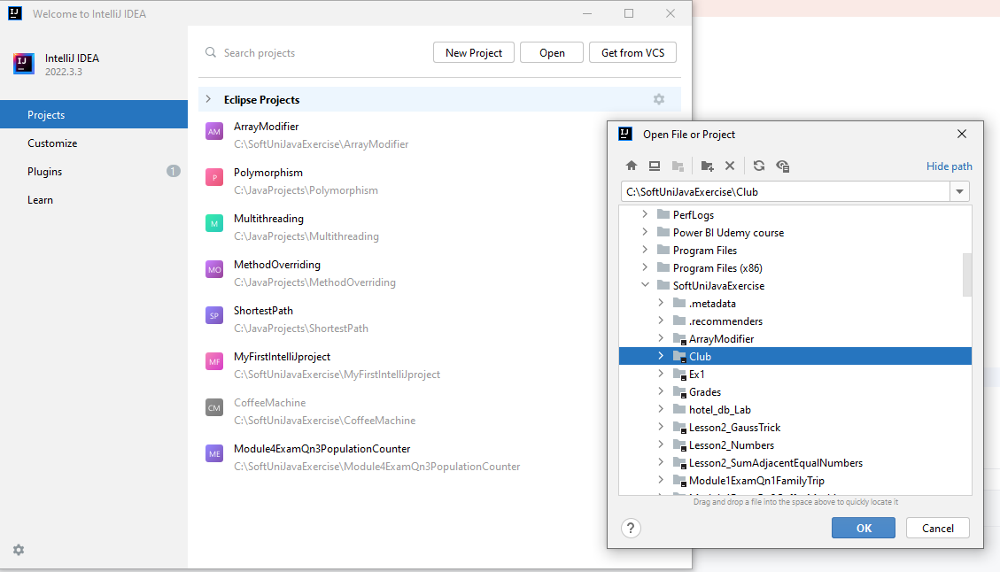 Welcome to IntelliJ IDEA
IntelliJ IDEA
2022.3.3
Projects
Customize
Plugins
1
Learn
Search projects
New Project
Open
Get from VCS
Eclipse Projects
AM
ArrayModifier
C:\SoftUniJavaExercise\ArrayModifier
P
Polymorphism
C:\JavaProjects\Polymorphism
M
Multithreading
C:\JavaProjects\Multithreading
MO
MethodOverriding
C:\JavaProjects\MethodOverriding
SP
ShortestPath
C:\JavaProjects\ShortestPath
MF
MyFirstIntelliJproject
C:\SoftUniJavaExercise\MyFirstIntelliJproject
CM
CoffeeMachine
C:\SoftUniJavaExercise\CoffeeMachine
ME
Module4ExamQn3PopulationCounter
C:\SoftUniJavaExercise\Module4ExamQn3PopulationCounter
Open File or Project
Hide path
C:\SoftUniJavaExercise\Club
PerfLogs
Power BI Udemy course
Program Files
Program Files (x86)
SoftUniJavaExercise
.metadata
.recommenders
ArrayModifier
Club
Ex1
Grades
hotel_db_Lab
Lesson2_GaussTrick
Lesson2_Numbers
Lesson2_SumAdjacentEqualNumbers
Module1ExamQn1FamilyTrip
Drag and drop a file into the space above to quickly locate it
?
OK
Cancel